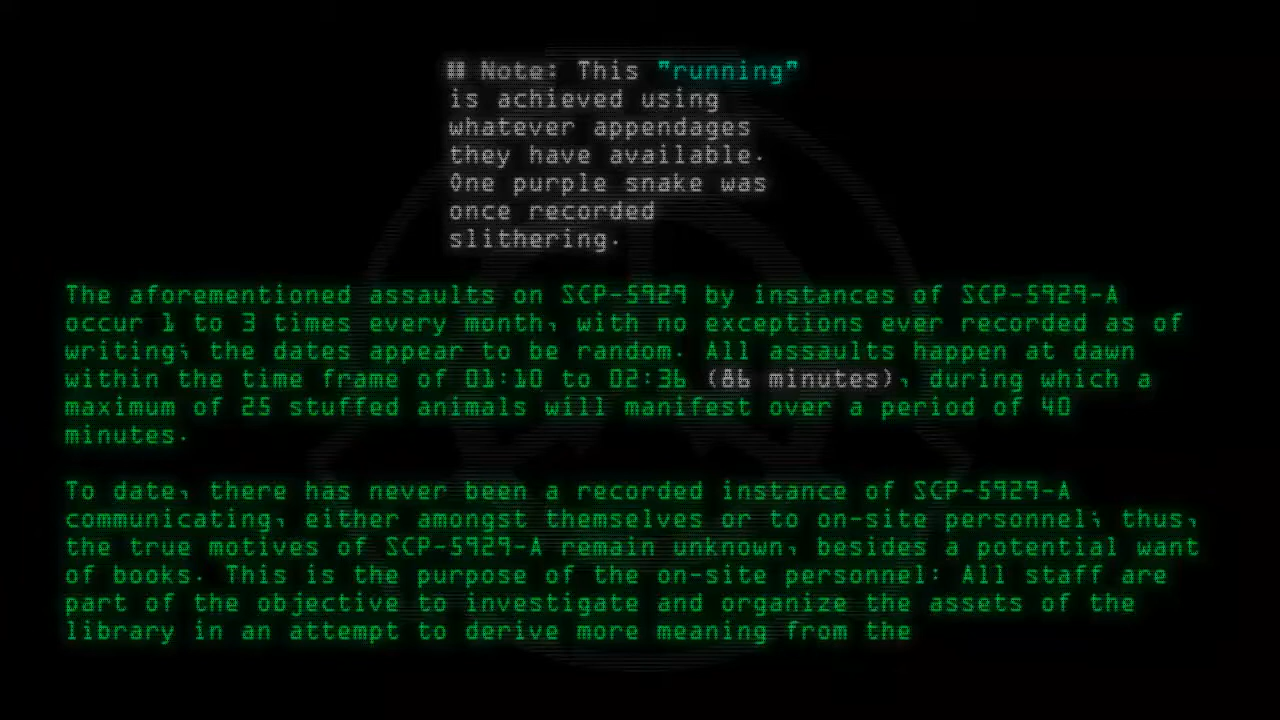 # Note: This "running"
is achieved using
whatever appendages
they have available.
One purple snake was
once recorded
slithering.
The aforementioned assaults on SCP-5929 by instances of SCP-5929-A
occur 1 to 3 times every month, with no exceptions ever recorded as of
writing; the dates appear to be random. All assaults happen at dawn
within the time frame of 01:10 to 02:36 (86 minutes), during which a
maximum of 25 stuffed animals will manifest over a period of 40
minutes.
To date, there has never been a recorded instance of SCP-5929-A
communicating, either amongst themselves or to on-site personnel; thus,
the true motives of SCP-5929-A remain unknown, besides a potential want
of books. This is the purpose of the on-site personnel: All staff are
part of the objective to investigate and organize the assets of the
library in an attempt to derive more meaning from the